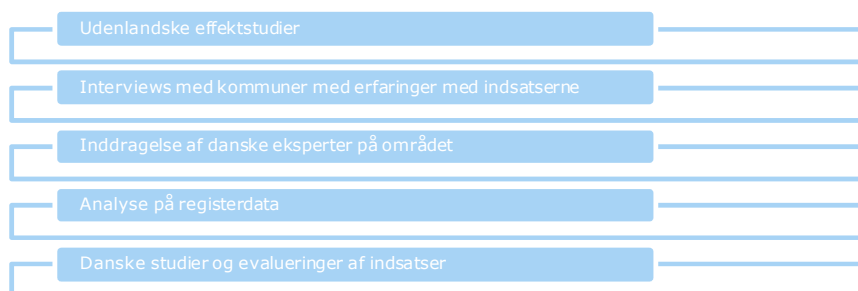 Udenlandske effektstudier
Interviews med kommuner med erfaringer med indsatserne
Inddragelse af danske eksperter på området
Analyse på registerdata
Danske studier og evalueringer af indsatser